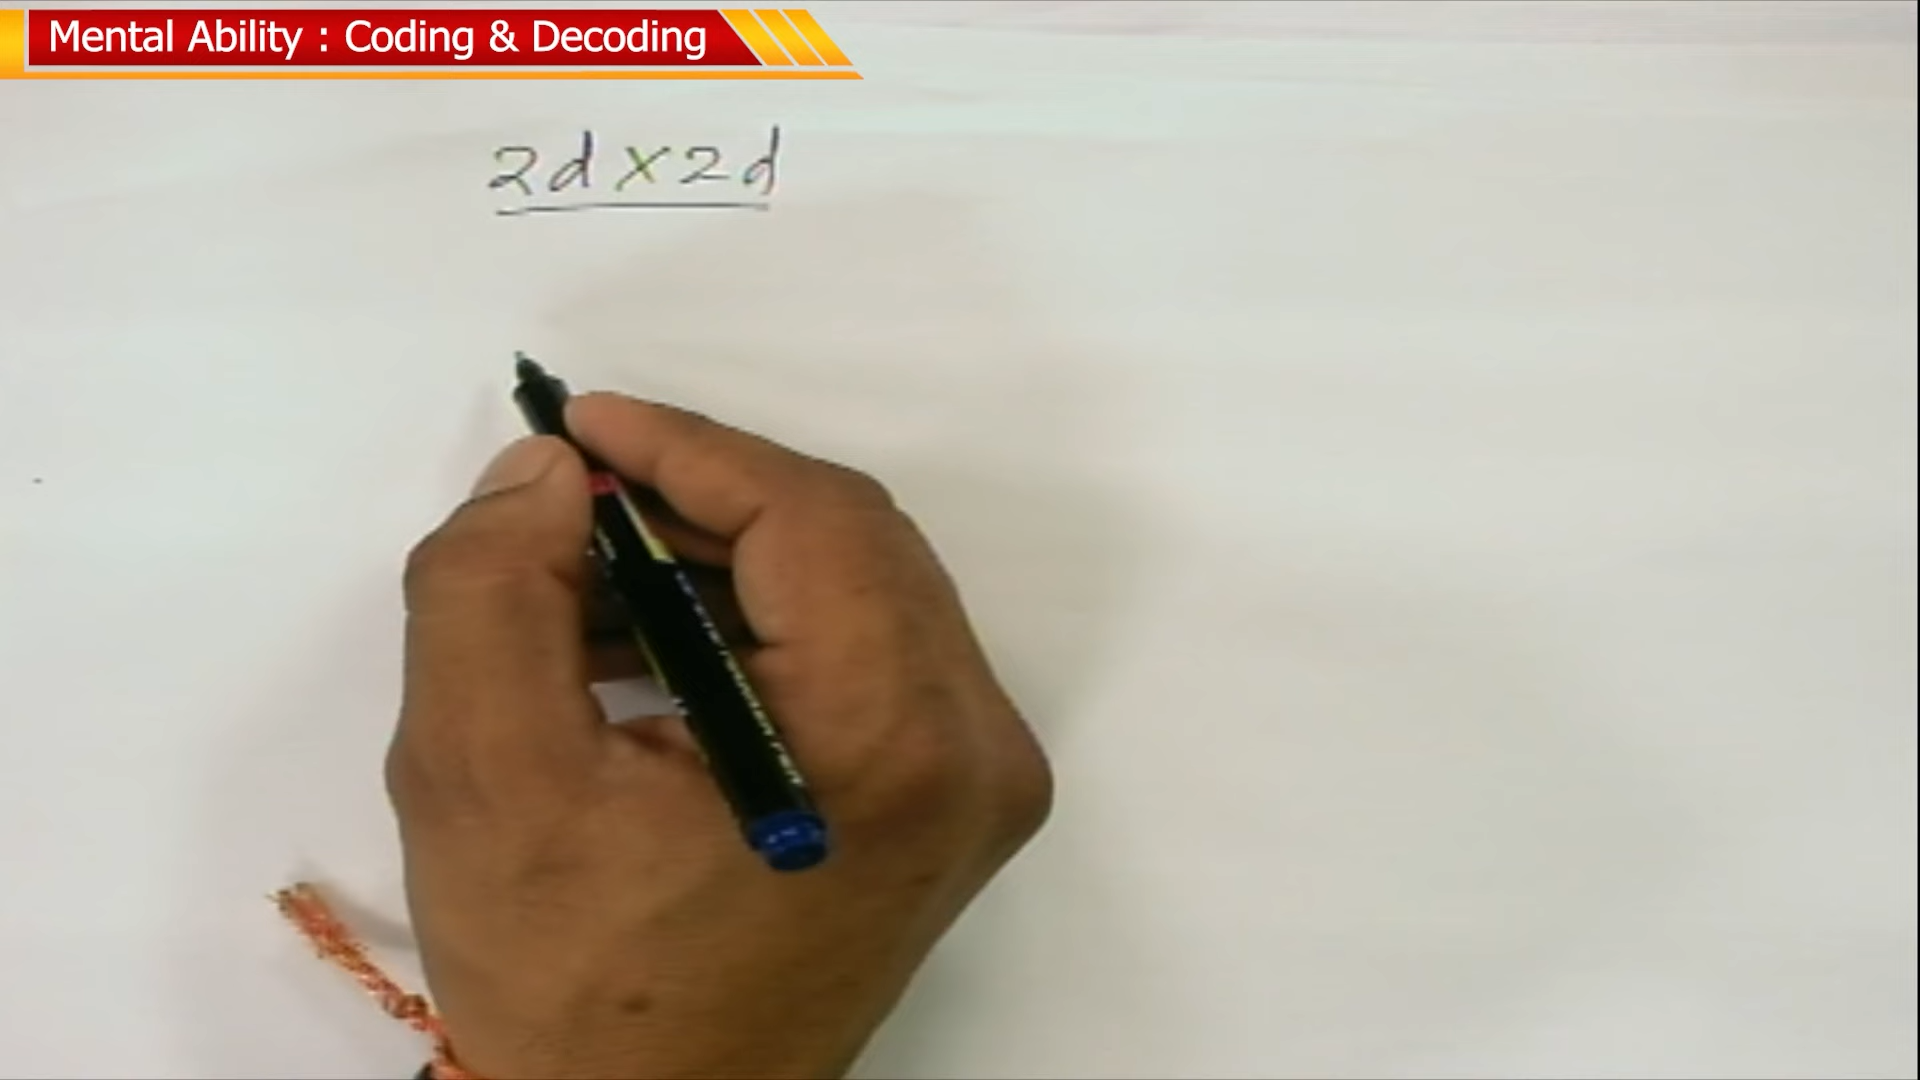 Mental Ability : Coding & Decoding
2d x 2d